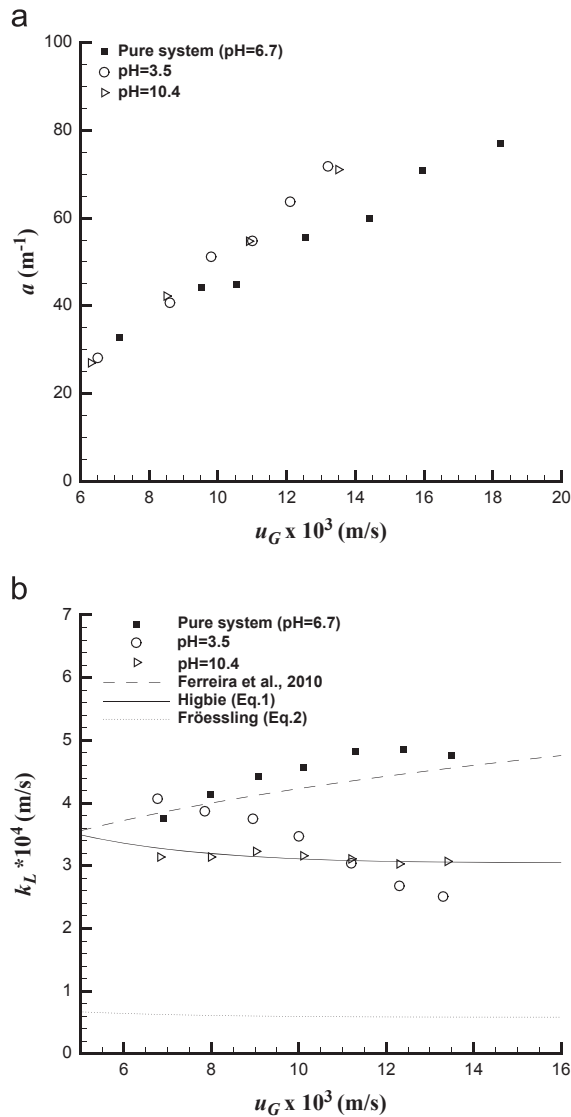 a
100
80
60
40
20
0
Pure system (pH=6.7)
pH=3.5
pH=10.4
a (m⁻¹)
6 8 10 12 14 16 18 20
u_G x 10³ (m/s)
b
7
6
5
4
3
2
1
0
Pure system (pH=6.7)
pH=3.5
pH=10.4
Ferreira et al., 2010
Higbie (Eq.1)
Fröessling (Eq.2)
k_L *10⁴ (m/s)
6 8 10 12 14 16
u_G x 10³ (m/s)